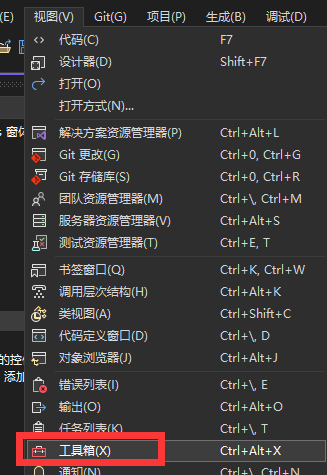 视图(V) Git(G) 项目(P) 生成(B) 调试(D)
代码(C) F7
设计器(D) Shift+F7
打开(O)
打开方式(N)...
s 窗体
解决方案资源管理器(P) Ctrl+Alt+L
Git 更改(G) Ctrl+0, Ctrl+G
Git 存储库(S) Ctrl+0, Ctrl+R
团队资源管理器(M) Ctrl+\, Ctrl+M
服务器资源管理器(V) Ctrl+Alt+S
测试资源管理器(T) Ctrl+E, T
书签窗口(Q) Ctrl+K, Ctrl+W
调用层次结构(H) Ctrl+Alt+K
类视图(A) Ctrl+Shift+C
代码定义窗口(D) Ctrl+\, D
的控件
对象浏览器(J) Ctrl+Alt+J
添加
错误列表(I) Ctrl+\, E
输出(O) Ctrl+Alt+O
任务列表(K) Ctrl+\, T
工具箱(X) Ctrl+Alt+X
通知(N) Ctrl+\, Ctrl+N